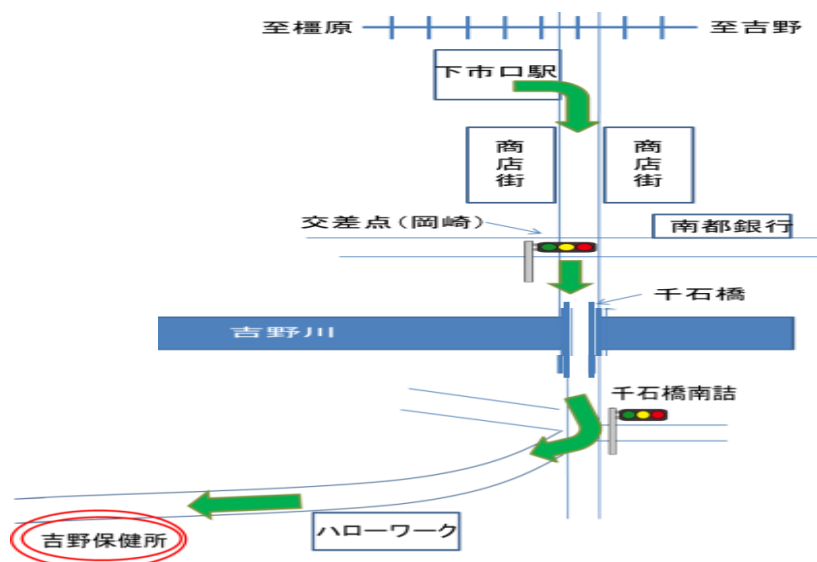 至橿原
至吉野
下市口駅
商店街
商店街
交差点（岡崎）
南都銀行
千石橋
吉野川
千石橋南詰
ハローワーク
吉野保健所